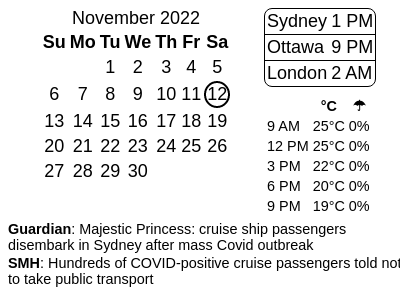 November 2022
Su Mo Tu We Th Fr Sa
1 2 3 4 5
6 7 8 9 10 11 12
13 14 15 16 17 18 19
20 21 22 23 24 25 26
27 28 29 30
Sydney 1 PM
Ottawa 9 PM
London 2 AM
°C ☂
9 AM 25°C 0%
12 PM 25°C 0%
3 PM 22°C 0%
6 PM 20°C 0%
9 PM 19°C 0%
Guardian: Majestic Princess: cruise ship passengers
disembark in Sydney after mass Covid outbreak
SMH: Hundreds of COVID-positive cruise passengers told not
to take public transport